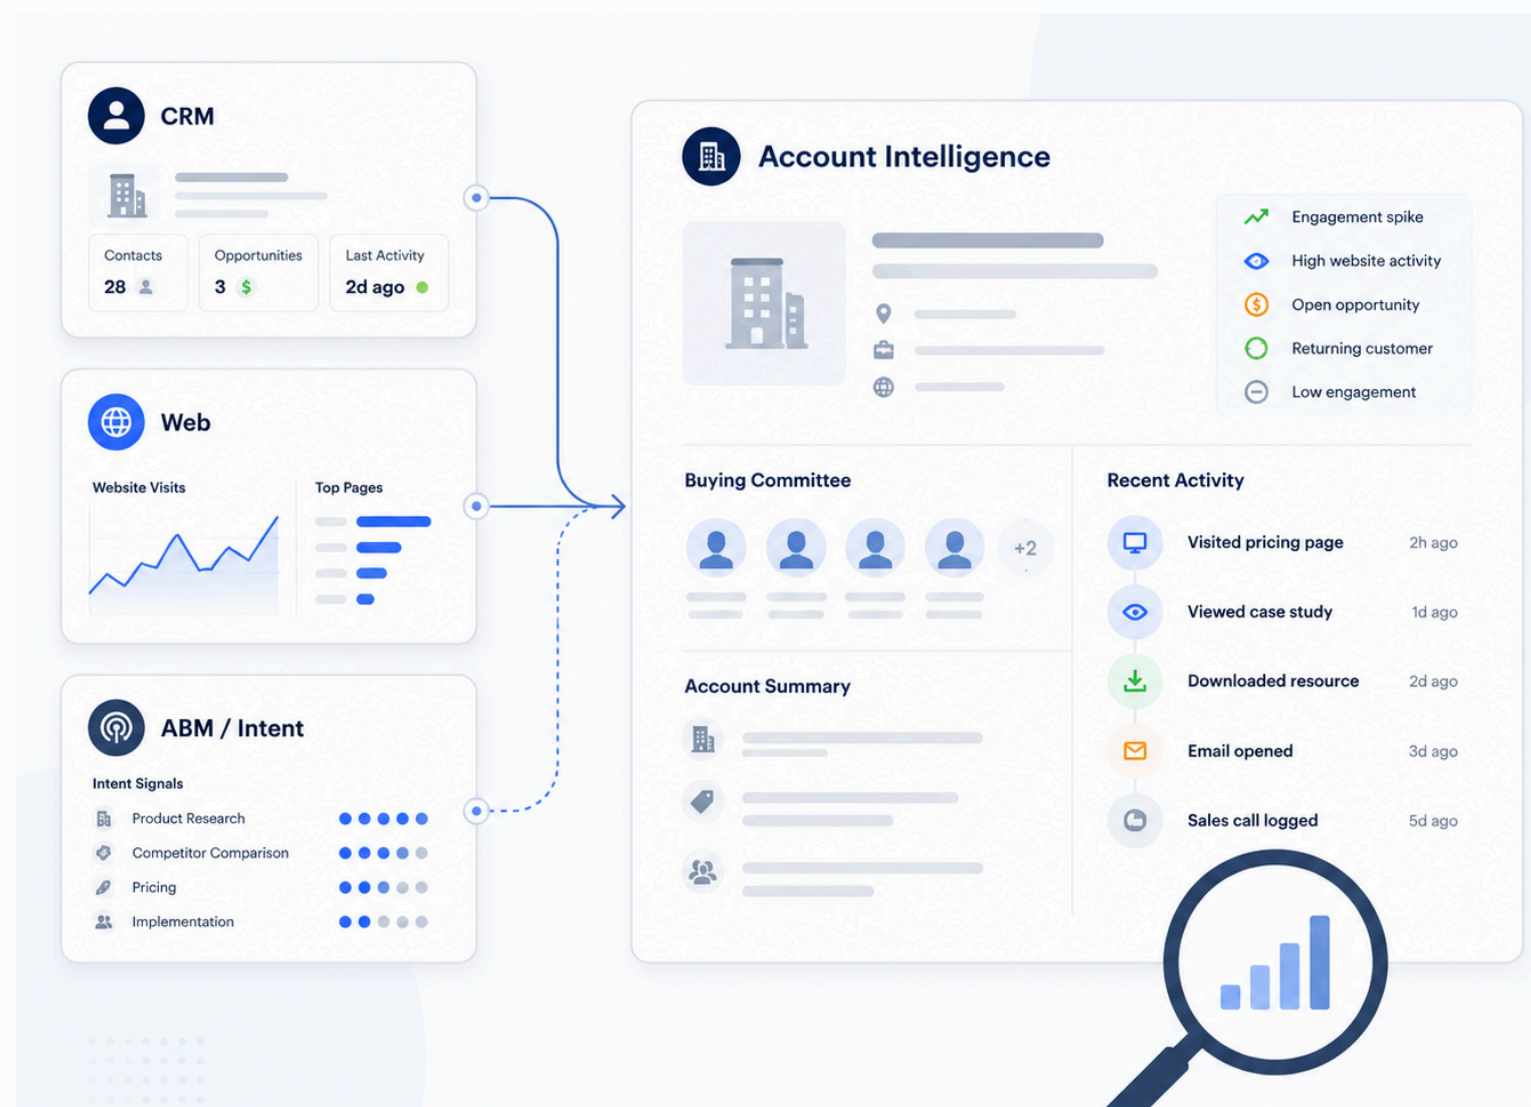 CRM
Contacts
28
Opportunities
3 $
Last Activity
2d ago
Web
Website Visits
Top Pages
ABM / Intent
Intent Signals
Product Research
Competitor Comparison
Pricing
Implementation
Account Intelligence
Engagement spike
High website activity
$ Open opportunity
Returning customer
Low engagement
Buying Committee
+2
Account Summary
Recent Activity
Visited pricing page 2h ago
Viewed case study 1d ago
Downloaded resource 2d ago
Email opened 3d ago
Sales call logged 5d ago